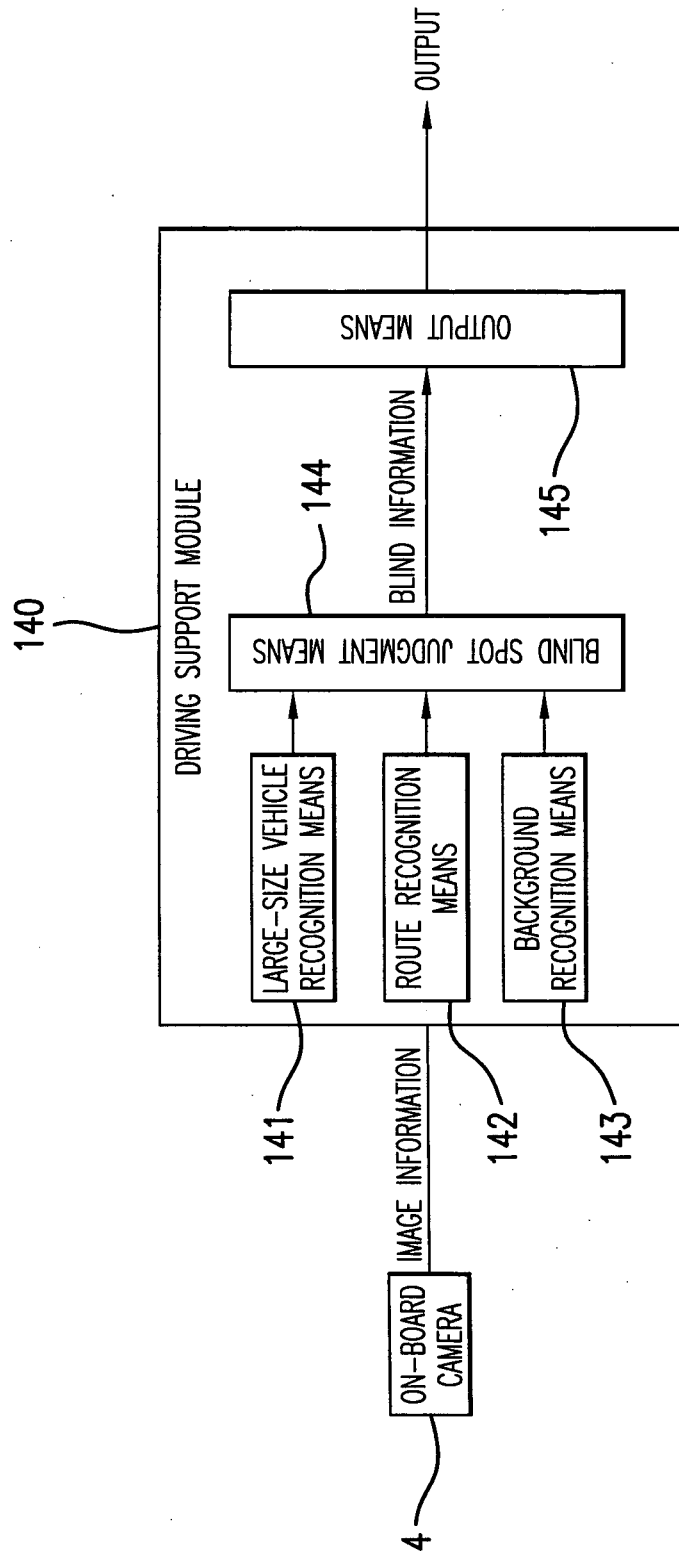 140
DRIVING SUPPORT MODULE
4
ON-BOARD
CAMERA
IMAGE INFORMATION
141
LARGE-SIZE VEHICLE
RECOGNITION MEANS
142
ROUTE RECOGNITION
MEANS
143
BACKGROUND
RECOGNITION MEANS
144
BLIND SPOT JUDGMENT MEANS
BLIND INFORMATION
145
OUTPUT MEANS
OUTPUT